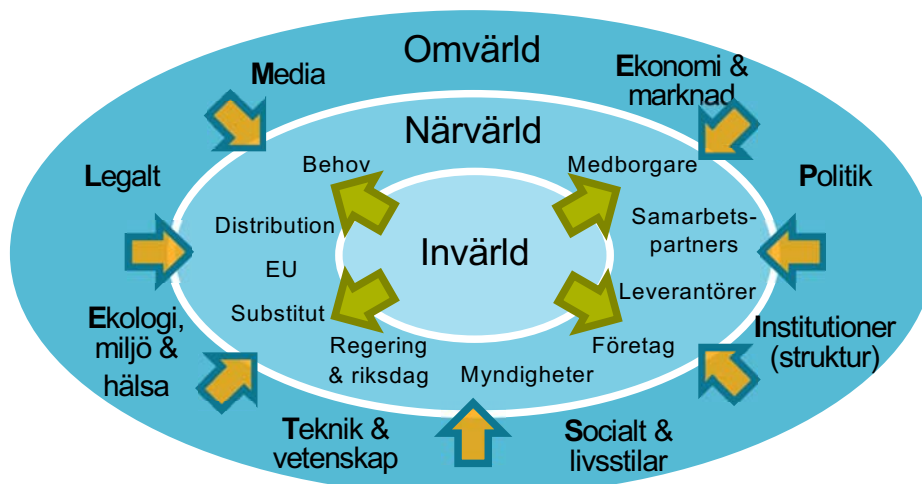 Omvärld
Media
Ekonomi &
marknad
Närvärld
Behov
Medborgare
Legalt
Politik
Distribution
Samarbets-
partners
Invärld
EU
Substitut
Leverantörer
Ekologi,
miljö &
hälsa
Institutioner
(struktur)
Regering
& riksdag
Myndigheter
Företag
Teknik &
vetenskap
Socialt &
livsstilar